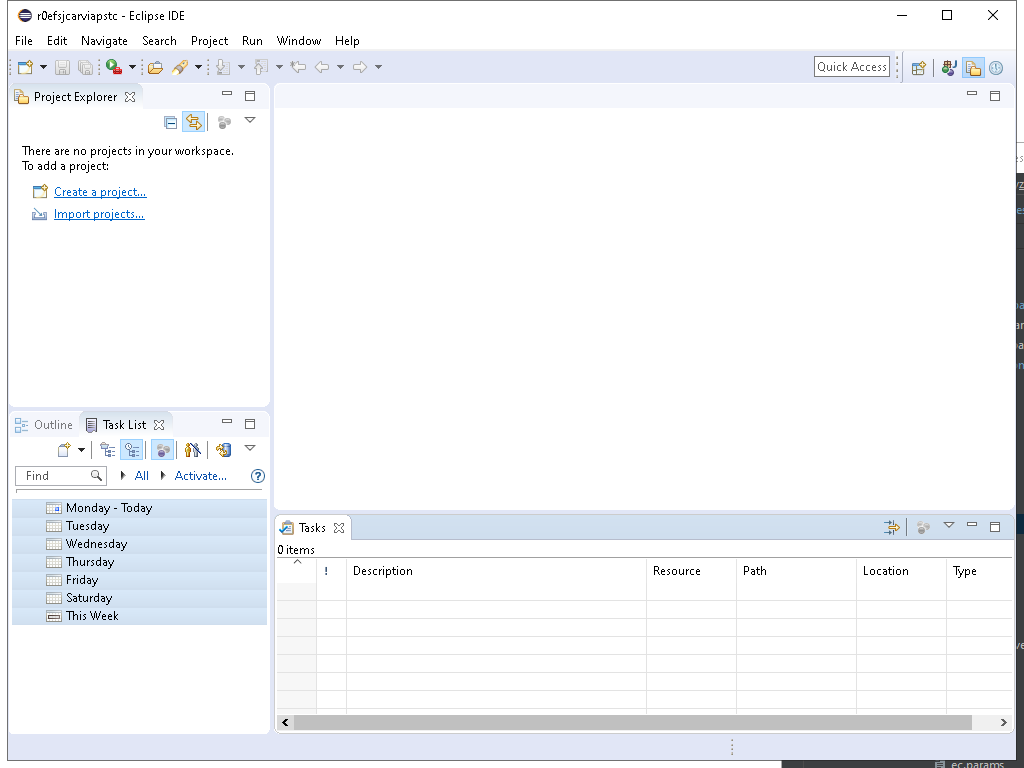 r0efsjcarviapstc - Eclipse IDE
File Edit Navigate Search Project Run Window Help
Quick Access
Project Explorer
There are no projects in your workspace.
To add a project:
Create a project...
Import projects...
Outline Task List
Find All Activate...
Monday - Today
Tuesday
Wednesday
Thursday
Friday
Saturday
This Week
Tasks
0 items
! Description Resource Path Location Type
ec.params